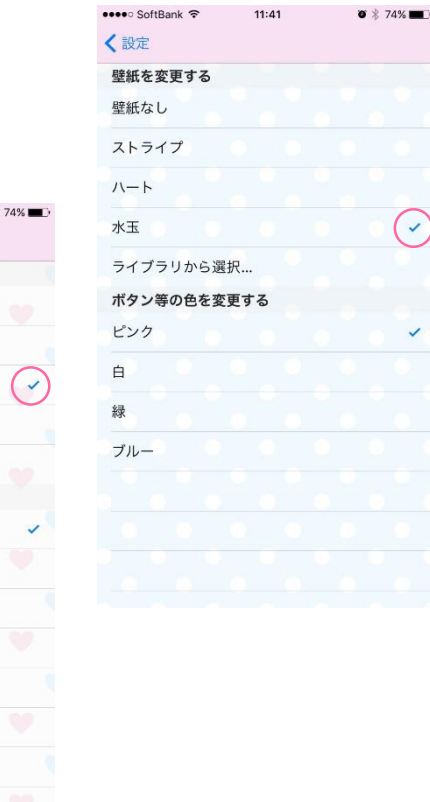 SoftBank 11:41 74%
設定
壁紙を変更する
壁紙なし
ストライプ
ハート
水玉
ライブラリから選択...
ボタン等の色を変更する
ピンク
白
緑
ブルー
74%